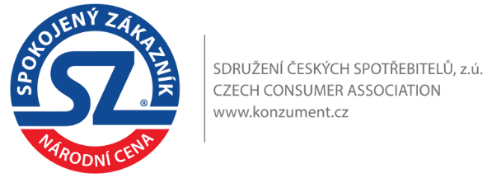 SPOKOJENÝ ZÁKAZNÍK
SZ®
NÁRODNÍ CENA
SDRUŽENÍ ČESKÝCH SPOTŘEBITELŮ, z.ú.
CZECH CONSUMER ASSOCIATION
www.konzument.cz